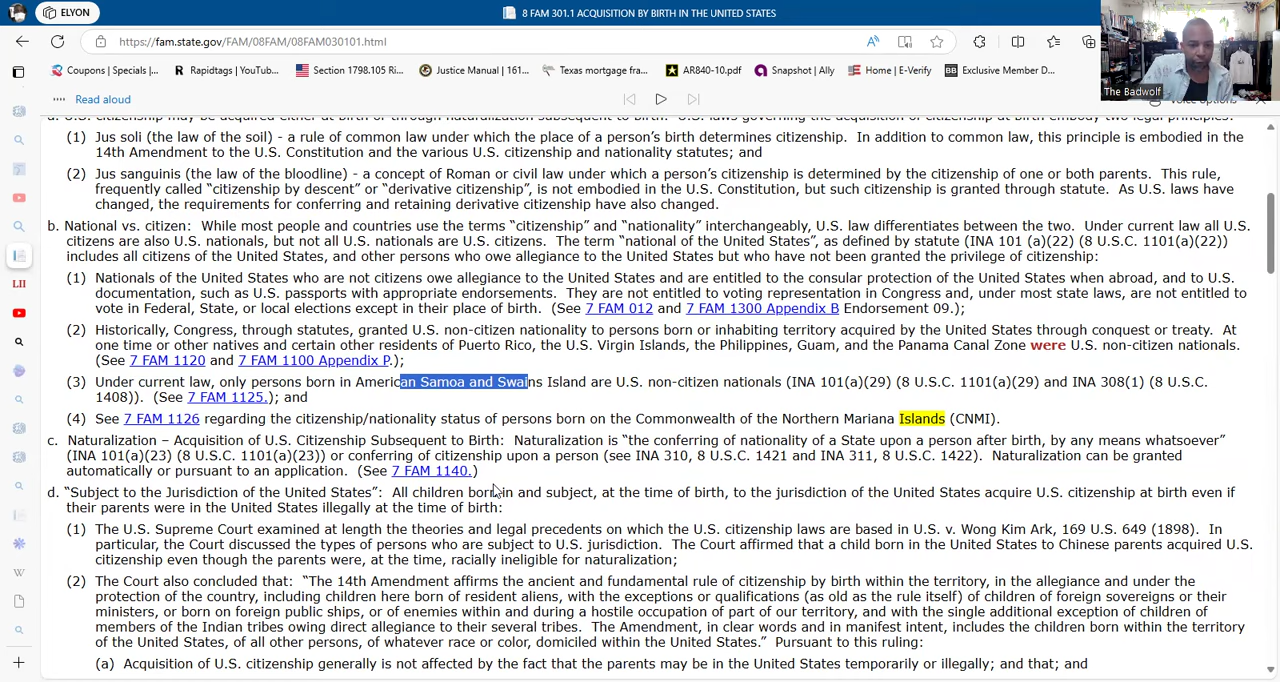 ELYON
8 FAM 301.1 ACQUISITION BY BIRTH IN THE UNITED STATES
https://fam.state.gov/FAM/08FAM/08FAM030101.html
Coupons | Specials |...
Rapidtags | YouTub...
Section 1798.105 Ri...
Justice Manual | 161...
Texas mortgage fra...
AR840-10.pdf
Snapshot | Ally
Home | E-Verify
BB Exclusive Member D...
The Badwolf
Read aloud
Voice options
a. U.S. citizenship may be acquired either at birth or through naturalization subsequent to birth. U.S. laws governing the acquisition of citizenship at birth embody two legal principles:
(1) Jus soli (the law of the soil) - a rule of common law under which the place of a person's birth determines citizenship. In addition to common law, this principle is embodied in the
14th Amendment to the U.S. Constitution and the various U.S. citizenship and nationality statutes; and
(2) Jus sanguinis (the law of the bloodline) - a concept of Roman or civil law under which a person's citizenship is determined by the citizenship of one or both parents. This rule,
frequently called “citizenship by descent” or “derivative citizenship”, is not embodied in the U.S. Constitution, but such citizenship is granted through statute. As U.S. laws have
changed, the requirements for conferring and retaining derivative citizenship have also changed.
b. National vs. citizen: While most people and countries use the terms “citizenship” and “nationality” interchangeably, U.S. law differentiates between the two. Under current law all U.S.
citizens are also U.S. nationals, but not all U.S. nationals are U.S. citizens. The term “national of the United States”, as defined by statute (INA 101 (a)(22) (8 U.S.C. 1101(a)(22))
includes all citizens of the United States, and other persons who owe allegiance to the United States but who have not been granted the privilege of citizenship:
(1) Nationals of the United States who are not citizens owe allegiance to the United States and are entitled to the consular protection of the United States when abroad, and to U.S.
documentation, such as U.S. passports with appropriate endorsements. They are not entitled to voting representation in Congress and, under most state laws, are not entitled to
vote in Federal, State, or local elections except in their place of birth. (See 7 FAM 012 and 7 FAM 1300 Appendix B Endorsement 09.);
(2) Historically, Congress, through statutes, granted U.S. non-citizen nationality to persons born or inhabiting territory acquired by the United States through conquest or treaty. At
one time or other natives and certain other residents of Puerto Rico, the U.S. Virgin Islands, the Philippines, Guam, and the Panama Canal Zone were U.S. non-citizen nationals.
(See 7 FAM 1120 and 7 FAM 1100 Appendix P.);
(3) Under current law, only persons born in American Samoa and Swains Island are U.S. non-citizen nationals (INA 101(a)(29) (8 U.S.C. 1101(a)(29) and INA 308(1) (8 U.S.C.
1408)). (See 7 FAM 1125.); and
(4) See 7 FAM 1126 regarding the citizenship/nationality status of persons born on the Commonwealth of the Northern Mariana Islands (CNMI).
c. Naturalization – Acquisition of U.S. Citizenship Subsequent to Birth: Naturalization is “the conferring of nationality of a State upon a person after birth, by any means whatsoever”
(INA 101(a)(23) (8 U.S.C. 1101(a)(23)) or conferring of citizenship upon a person (see INA 310, 8 U.S.C. 1421 and INA 311, 8 U.S.C. 1422). Naturalization can be granted
automatically or pursuant to an application. (See 7 FAM 1140.)
d. “Subject to the Jurisdiction of the United States”: All children born in and subject, at the time of birth, to the jurisdiction of the United States acquire U.S. citizenship at birth even if
their parents were in the United States illegally at the time of birth:
(1) The U.S. Supreme Court examined at length the theories and legal precedents on which the U.S. citizenship laws are based in U.S. v. Wong Kim Ark, 169 U.S. 649 (1898). In
particular, the Court discussed the types of persons who are subject to U.S. jurisdiction. The Court affirmed that a child born in the United States to Chinese parents acquired U.S.
citizenship even though the parents were, at the time, racially ineligible for naturalization;
(2) The Court also concluded that: “The 14th Amendment affirms the ancient and fundamental rule of citizenship by birth within the territory, in the allegiance and under the
protection of the country, including children here born of resident aliens, with the exceptions or qualifications (as old as the rule itself) of children of foreign sovereigns or their
ministers, or born on foreign public ships, or of enemies within and during a hostile occupation of part of our territory, and with the single additional exception of children of
members of the Indian tribes owing direct allegiance to their several tribes. The Amendment, in clear words and in manifest intent, includes the children born within the territory
of the United States, of all other persons, of whatever race or color, domiciled within the United States.” Pursuant to this ruling:
(a) Acquisition of U.S. citizenship generally is not affected by the fact that the parents may be in the United States temporarily or illegally; and that; and